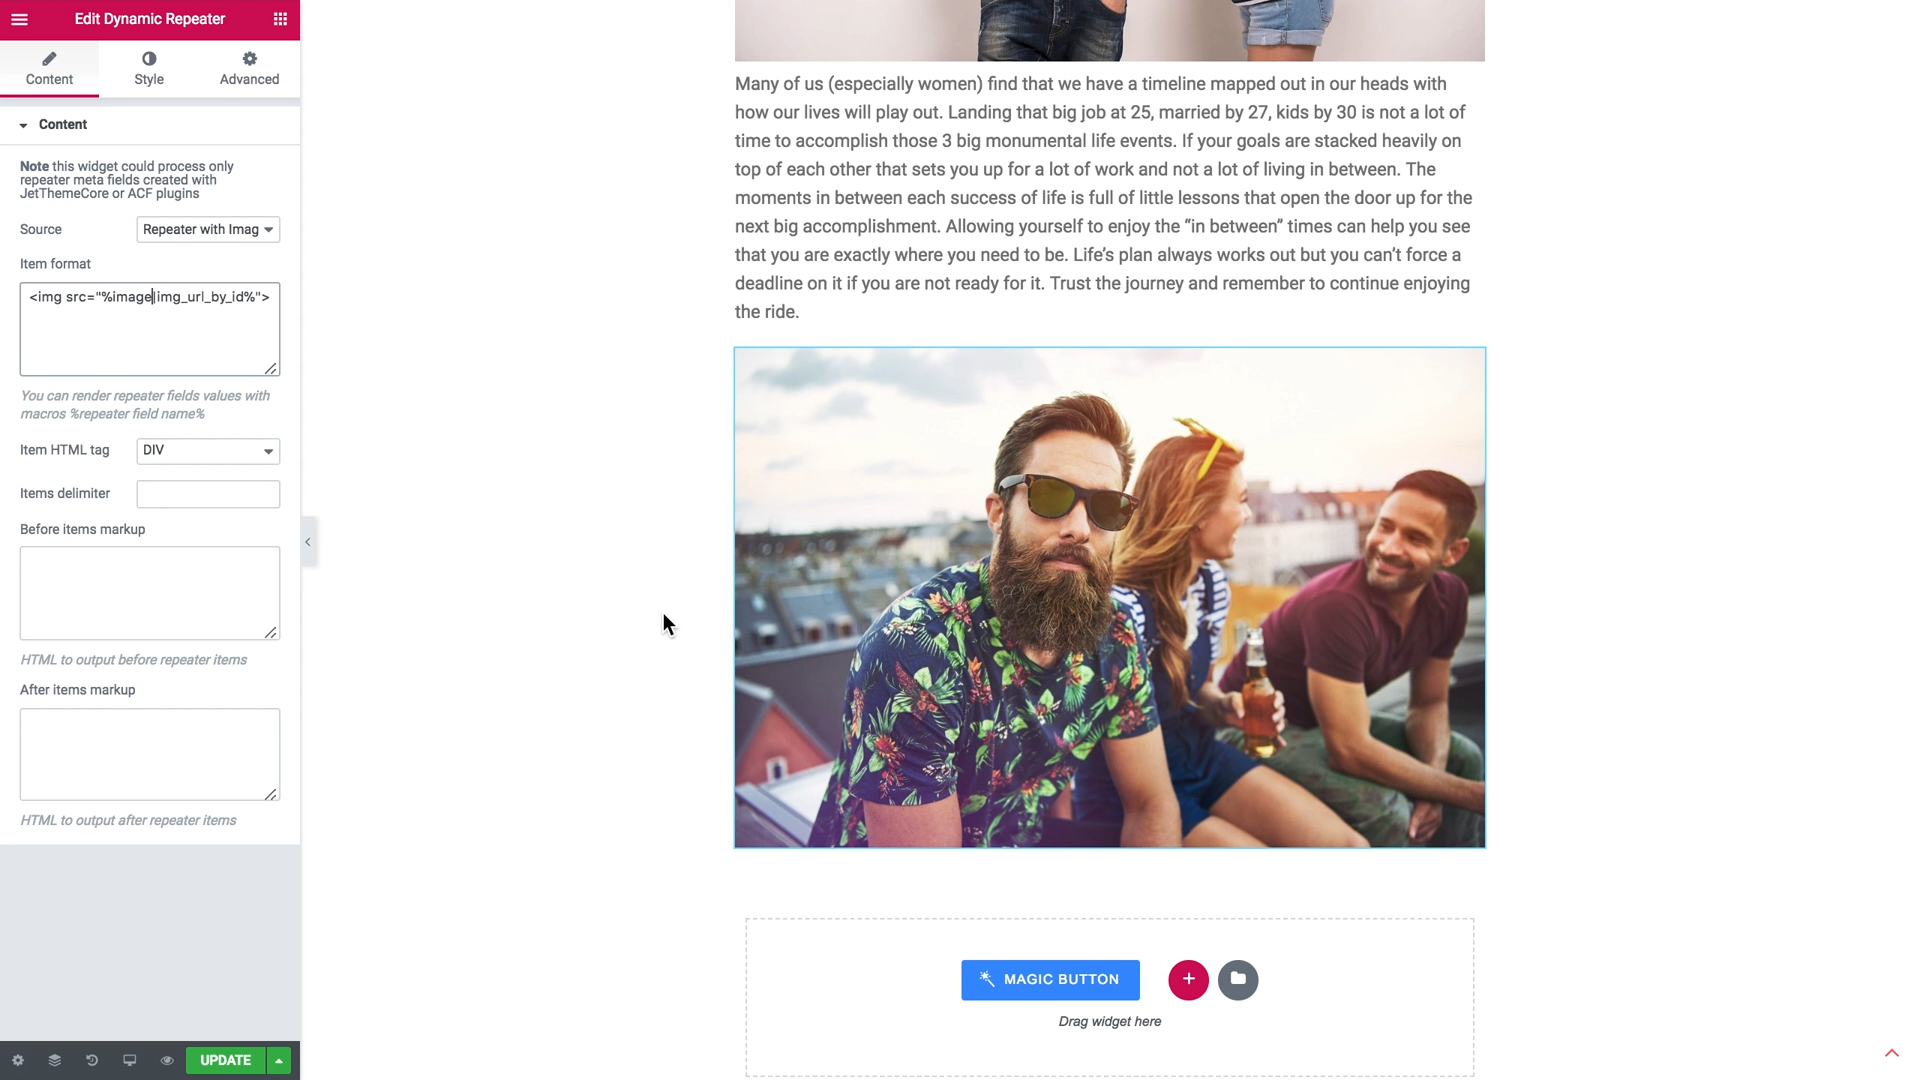 Edit Dynamic Repeater
Content
Style
Advanced
Content
Note this widget could process only
repeater meta fields created with
JetThemeCore or ACF plugins
Source
Repeater with Imag
Item format
<img src="%image|img_url_by_id%">
You can render repeater fields values with
macros %repeater field name%
Item HTML tag
DIV
Items delimiter
Before items markup
HTML to output before repeater items
After items markup
HTML to output after repeater items
UPDATE
Many of us (especially women) find that we have a timeline mapped out in our heads with
how our lives will play out. Landing that big job at 25, married by 27, kids by 30 is not a lot of
time to accomplish those 3 big monumental life events. If your goals are stacked heavily on
top of each other that sets you up for a lot of work and not a lot of living in between. The
moments in between each success of life is full of little lessons that open the door up for the
next big accomplishment. Allowing yourself to enjoy the “in between” times can help you see
that you are exactly where you need to be. Life’s plan always works out but you can’t force a
deadline on it if you are not ready for it. Trust the journey and remember to continue enjoying
the ride.
MAGIC BUTTON
Drag widget here